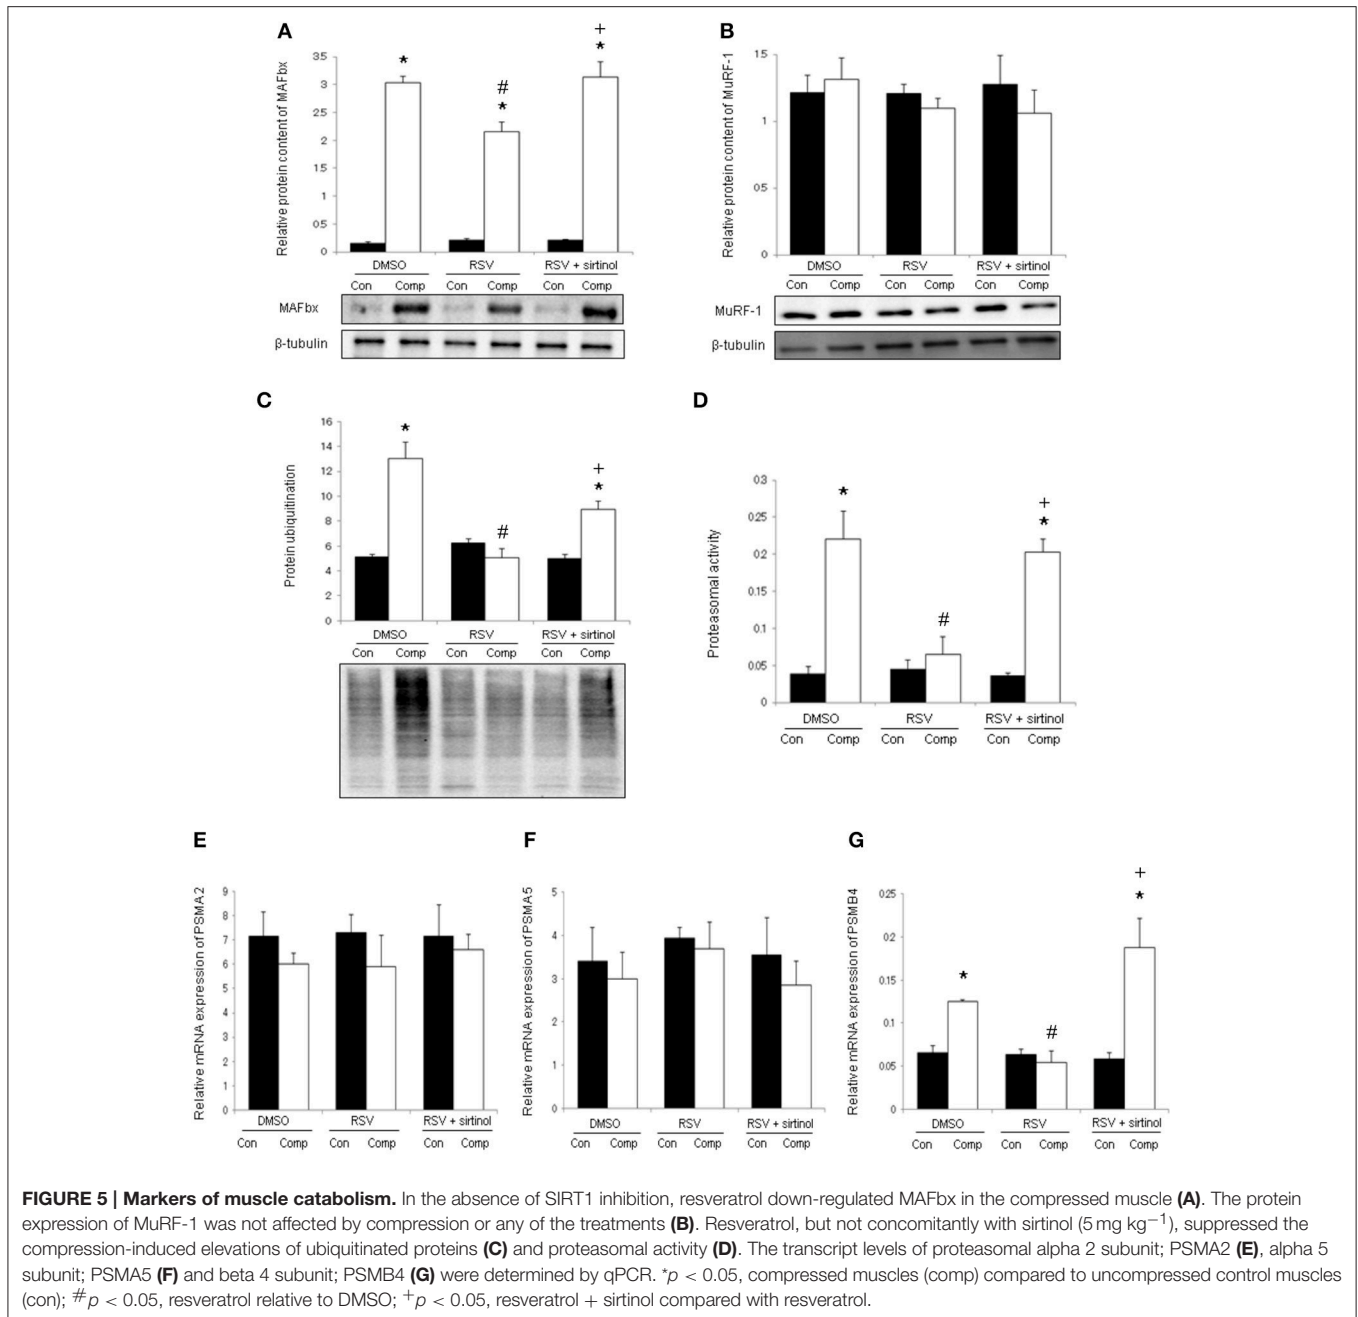 A
Relative protein content of MAFbx
35
3
2.5
2
1.5
1
0.5
0
*
#
*
+
*
DMSO RSV RSV + sirtinol
Con Comp Con Comp Con Comp
MAFbx
β-tubulin
B
Relative protein content of MuRF-1
1.5
1
0.5
0
DMSO RSV RSV + sirtinol
Con Comp Con Comp Con Comp
MuRF-1
β-tubulin
C
Protein ubiquitination
16
14
12
10
8
6
4
2
0
*
#
+
*
DMSO RSV RSV + sirtinol
Con Comp Con Comp Con Comp
D
Proteasomal activity
0.3
0.25
0.2
0.15
0.1
0.05
0
*
#
+
*
DMSO RSV RSV + sirtinol
Con Comp Con Comp Con Comp
E
Relative mRNA expression of PSMA2
9
8
7
6
5
4
3
2
1
0
DMSO RSV RSV + sirtinol
Con Comp Con Comp Con Comp
F
Relative mRNA expression of PSMA5
5
4
3
2
1
0
DMSO RSV RSV + sirtinol
Con Comp Con Comp Con Comp
G
Relative mRNA expression of PSMB4
0.25
0.2
0.15
0.1
0.05
0
*
#
+
*
DMSO RSV RSV + sirtinol
Con Comp Con Comp Con Comp
FIGURE 5 | Markers of muscle catabolism. In the absence of SIRT1 inhibition, resveratrol down-regulated MAFbx in the compressed muscle (A). The protein
expression of MuRF-1 was not affected by compression or any of the treatments (B). Resveratrol, but not concomitantly with sirtinol (5 mg kg−1), suppressed the
compression-induced elevations of ubiquitinated proteins (C) and proteasomal activity (D). The transcript levels of proteasomal alpha 2 subunit; PSMA2 (E), alpha 5
subunit; PSMA5 (F) and beta 4 subunit; PSMB4 (G) were determined by qPCR. *p < 0.05, compressed muscles (comp) compared to uncompressed control muscles
(con); #p < 0.05, resveratrol relative to DMSO; +p < 0.05, resveratrol + sirtinol compared with resveratrol.